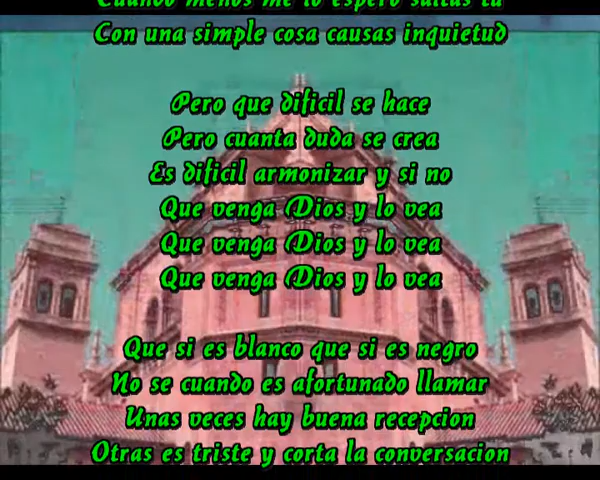 Cuando menos me lo espero saltas tu
Con una simple cosa causas inquietud
Pero que dificil se hace
Pero cuanta duda se crea
Es dificil armonizar y si no
Que venga Dios y lo vea
Que venga Dios y lo vea
Que venga Dios y lo vea
Que si es blanco que si es negro
No se cuando es afortunado llamar
Unas veces hay buena recepcion
Otras es triste y corta la conversacion